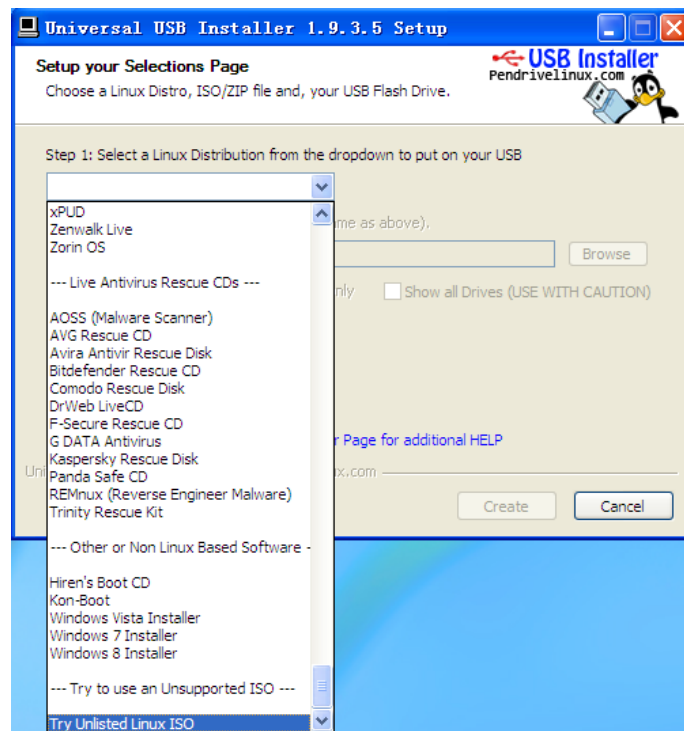 Universal USB Installer 1.9.3.5 Setup
Setup your Selections Page
Choose a Linux Distro, ISO/ZIP file and, your USB Flash Drive.
USB Installer
Pendrivelinux.com
Step 1: Select a Linux Distribution from the dropdown to put on your USB
as above).
Browse
Show all Drives (USE WITH CAUTION)
xPUD
Zenwalk Live
Zorin OS
--- Live Antivirus Rescue CDs ---
AOSS (Malware Scanner)
AVG Rescue CD
Avira Antivir Rescue Disk
Bitdefender Rescue CD
Comodo Rescue Disk
DrWeb LiveCD
F-Secure Rescue CD
G DATA Antivirus
Kaspersky Rescue Disk
Panda Safe CD
REMnux (Reverse Engineer Malware)
Trinity Rescue Kit
--- Other or Non Linux Based Software -
Hiren's Boot CD
Kon-Boot
Windows Vista Installer
Windows 7 Installer
Windows 8 Installer
--- Try to use an Unsupported ISO ---
Try Unlisted Linux ISO
Page for additional HELP
Create
Cancel